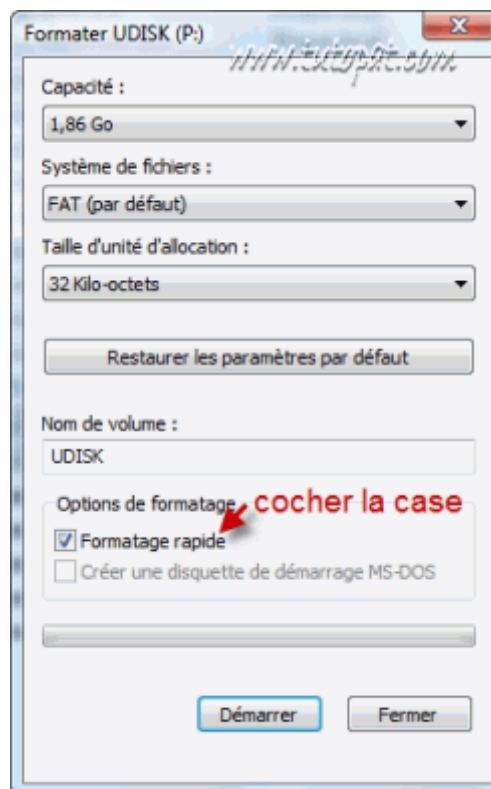 Formater UDISK (P:)
www.tutopat.com
Capacité :
1,86 Go
Système de fichiers :
FAT (par défaut)
Taille d'unité d'allocation :
32 Kilo-octets
Restaurer les paramètres par défaut
Nom de volume :
UDISK
Options de formatage
cocher la case
Formatage rapide
Créer une disquette de démarrage MS-DOS
Démarrer
Fermer